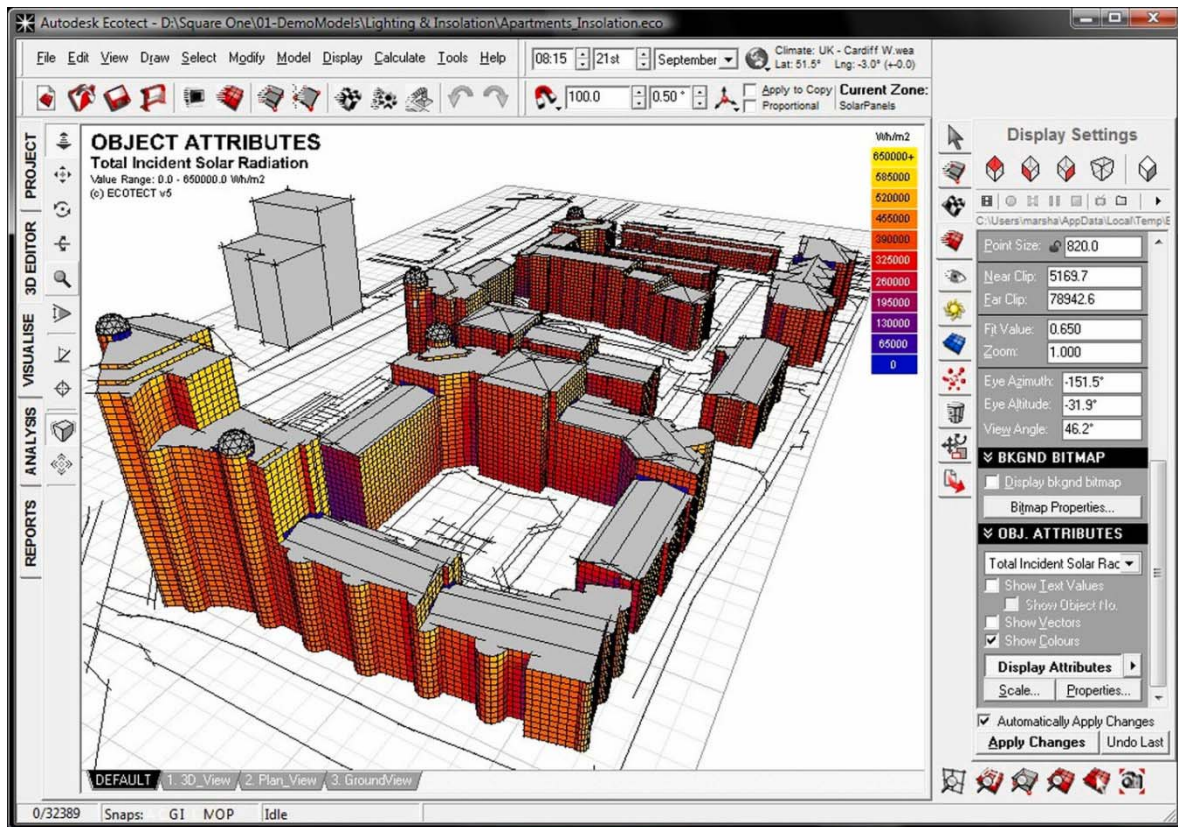 Autodesk Ecotect - D:\Square One\01-DemoModels\Lighting & Insolation\Apartments_Insolation.eco
File Edit View Draw Select Modify Model Display Calculate Tools Help
08:15 21st September
Climate: UK - Cardiff W.wea
Lat: 51.5° Lng: -3.0° (+-0.0)
100.0 0.50 °
Apply to Copy
Proportional
Current Zone:
SolarPanels
PROJECT
3D EDITOR
VISUALISE
ANALYSIS
REPORTS
OBJECT ATTRIBUTES
Total Incident Solar Radiation
Value Range: 0.0 - 650000.0 Wh/m2
(c) ECOTECT v5
Wh/m2
650000+
585000
520000
455000
390000
325000
260000
195000
130000
65000
0
Display Settings
C:\Users\marsha\AppData\Local\Temp\E
Point Size: 820.0
Near Clip: 5169.7
Far Clip: 78942.6
Fit Value: 0.650
Zoom: 1.000
Eye Azimuth: -151.5°
Eye Altitude: -31.9°
View Angle: 46.2°
BKGND BITMAP
Display bkgnd bitmap
Bitmap Properties...
OBJ. ATTRIBUTES
Total Incident Solar Rac
Show Text Values
Show Object No.
Show Vectors
Show Colours
Display Attributes
Scale... Properties...
Automatically Apply Changes
Apply Changes Undo Last
DEFAULT 1. 3D_View 2. Plan_View 3. GroundView
0/32389 Snaps: GI MOP Idle